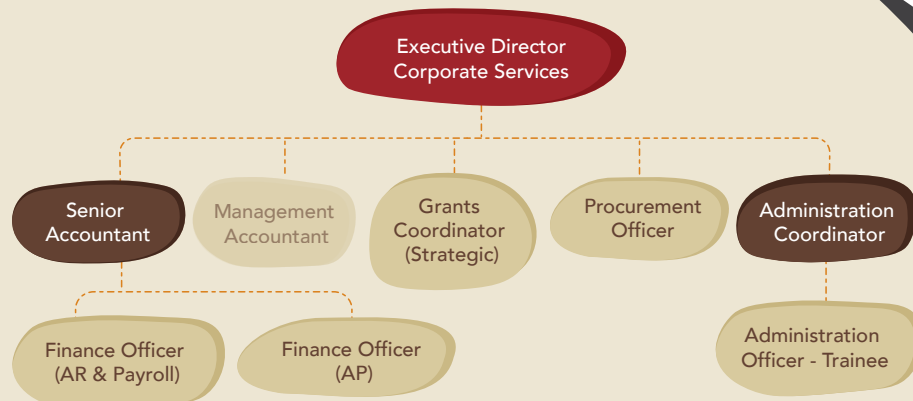 Executive Director
Corporate Services
Senior
Accountant
Management
Accountant
Grants
Coordinator
(Strategic)
Procurement
Officer
Administration
Coordinator
Finance Officer
(AR & Payroll)
Finance Officer
(AP)
Administration
Officer - Trainee